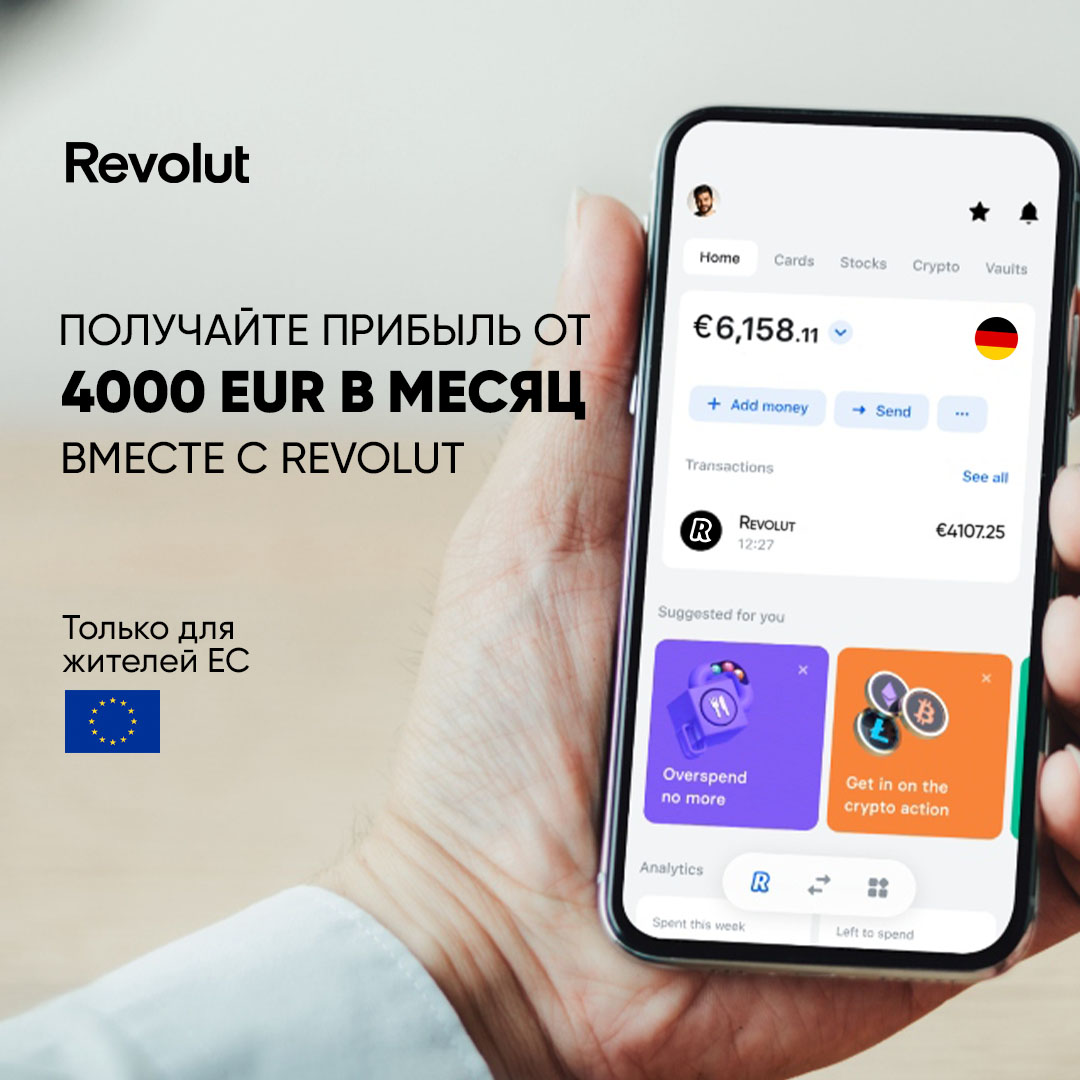 Revolut
ПОЛУЧАЙТЕ ПРИБЫЛЬ ОТ
4000 EUR В МЕСЯЦ
ВМЕСТЕ С REVOLUT
Только для
жителей ЕС
Home Cards Stocks Crypto Vaults
€6,158.11
+ Add money → Send ...
Transactions See all
REVOLUT €4107.25
12:27
Suggested for you
Overspend
no more
Get in on the
crypto action
Analytics
Spent this week Left to spend